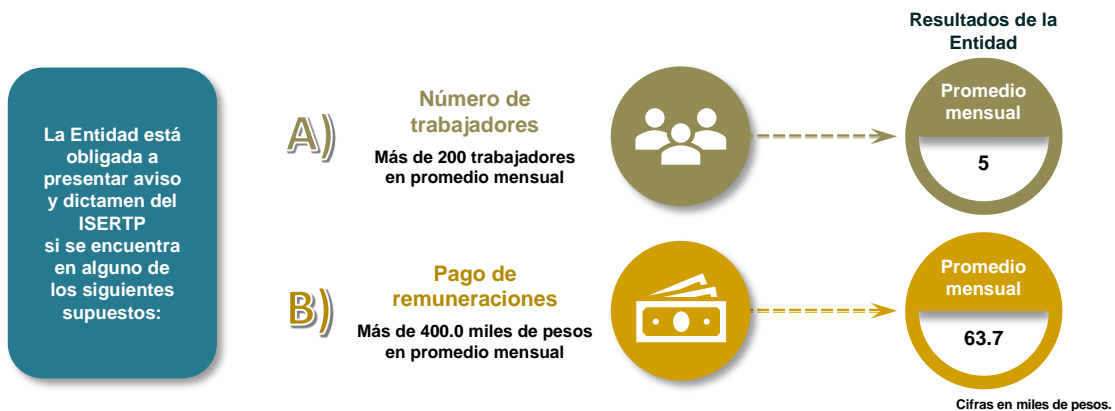 La Entidad está
obligada a
presentar aviso
y dictamen del
ISERTP
si se encuentra
en alguno de
los siguientes
supuestos:
A)
Número de
trabajadores
Más de 200 trabajadores
en promedio mensual
Resultados de la
Entidad
Promedio
mensual
5
B)
Pago de
remuneraciones
Más de 400.0 miles de pesos
en promedio mensual
Promedio
mensual
63.7
Cifras en miles de pesos.